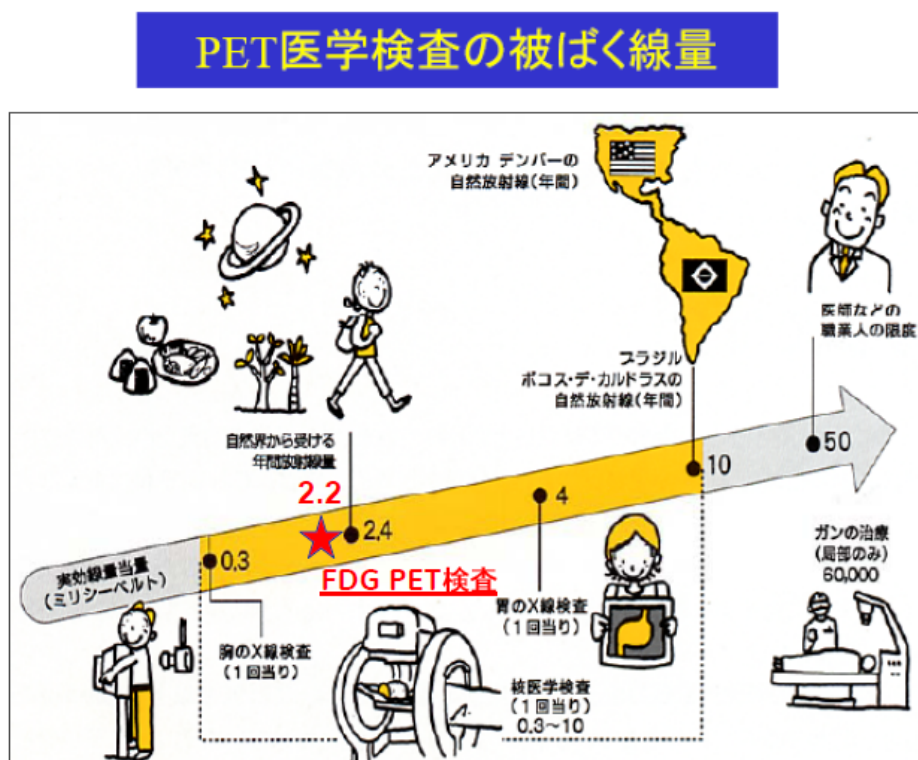 PET医学検査の被ばく線量
アメリカ デンバーの
自然放射線(年間)
医師などの
職業人の限度
ブラジル
ポコス・デ・カルドラスの
自然放射線(年間)
自然界から受ける
年間放射線量
2.2
50
10
4
2,4
0,3
実効線量当量
(ミリシーベルト)
FDG PET検査
ガンの治療
(局部のみ)
60,000
胃のX線検査
(1回当り)
胸のX線検査
(1回当り)
核医学検査
(1回当り)
0.3〜10